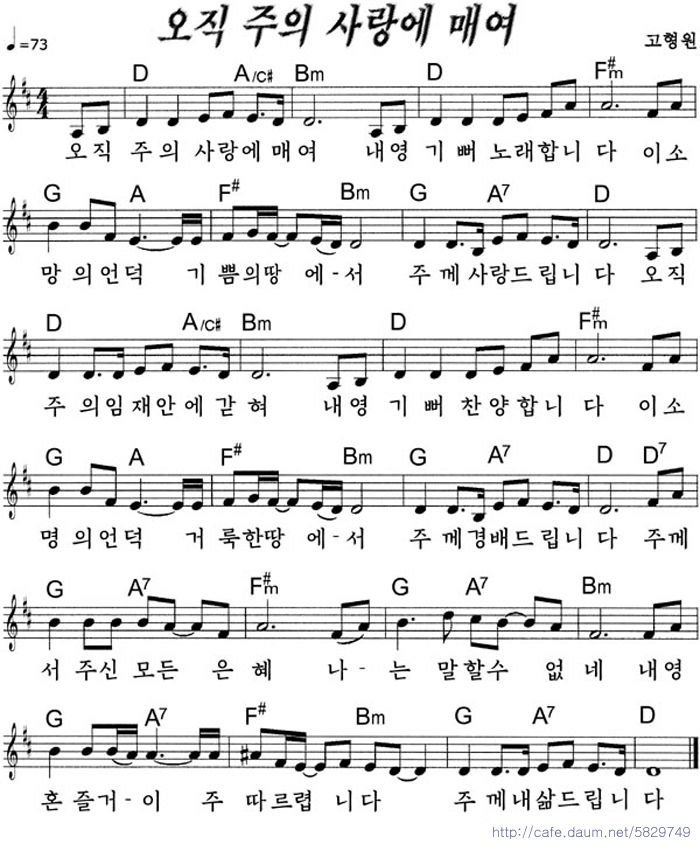 오직 주의 사랑에 매여
♩=73
고형원
D A/C# Bm D F#m
오직 주의 사랑에매여 내영 기뻐노래합니다 이소
G A F# Bm G A7 D
망의언덕 기쁨의땅 에-서 주께사랑드립니다 오직
D A/C# Bm D F#m
주의임재안에갇혀 내영 기뻐찬양합니다 이소
G A F# Bm G A7 D D7
명의언덕 거룩한땅 에-서 주께경배드립니다 주께
G A7 F#m G A7 Bm
서주신모든 은혜 나-는 말할수 없네 내영
G A7 F# Bm G A7 D
혼즐거-이 주 따르렵 니다 주께내삶드립니다
http://cafe.daum.net/5829749